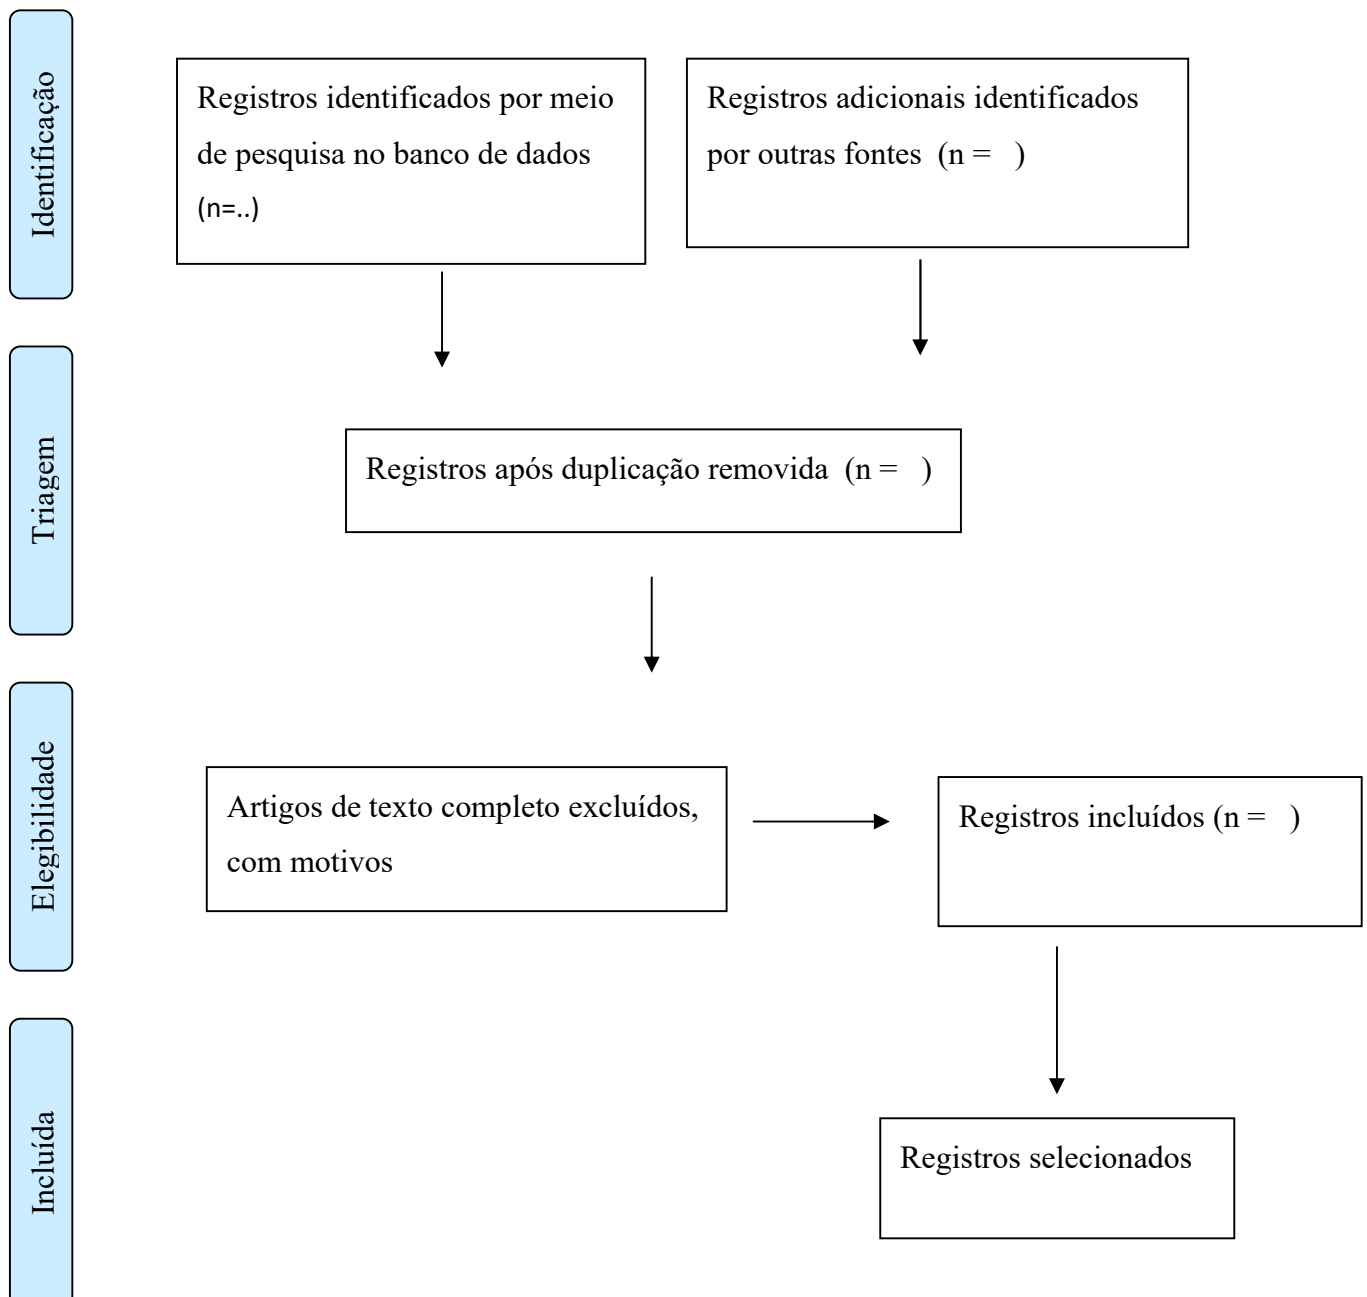 Identificação
Registros identificados por meio
de pesquisa no banco de dados
(n=..)
Registros adicionais identificados
por outras fontes (n = )
Triagem
Registros após duplicação removida (n = )
Elegibilidade
Artigos de texto completo excluídos,
com motivos
Registros incluídos (n = )
Incluída
Registros selecionados